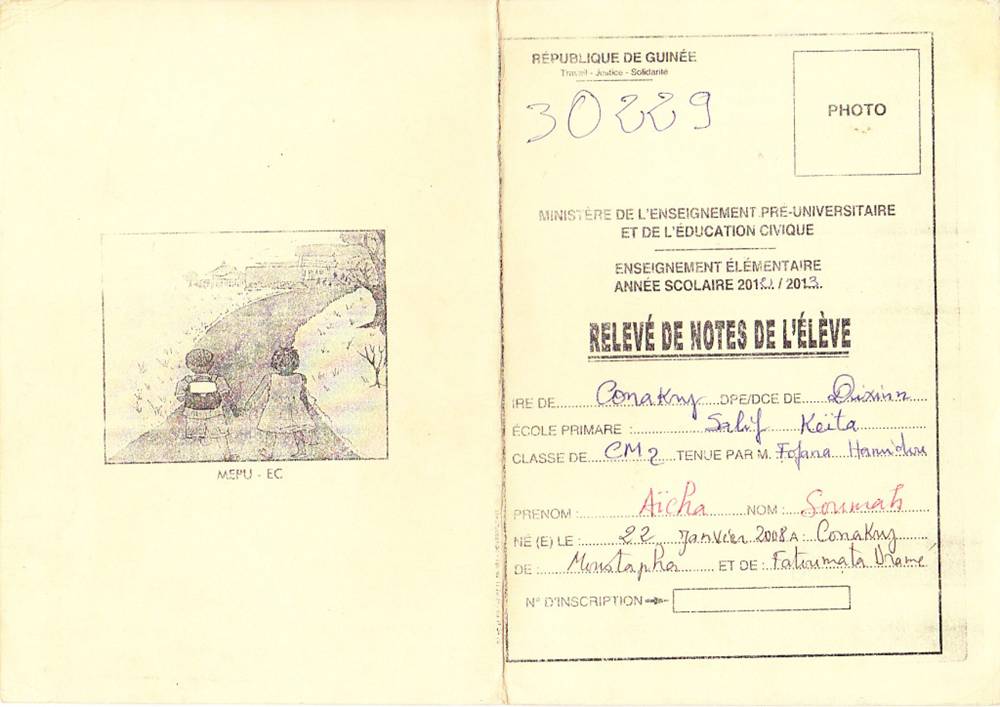 MEPU - EC
RÉPUBLIQUE DE GUINÉE
Travail - Justice - Solidarité
30229
PHOTO
MINISTÈRE DE L'ENSEIGNEMENT PRÉ-UNIVERSITAIRE
ET DE L'ÉDUCATION CIVIQUE
ENSEIGNEMENT ÉLÉMENTAIRE
ANNÉE SCOLAIRE 2012 / 2013
RELEVÉ DE NOTES DE L'ÉLÈVE
IRE DE Conakry DPE/DCE DE Dixinn
ÉCOLE PRIMAIRE : Salif Keïta
CLASSE DE CM2 TENUE PAR M. Fofana
PRENOM : Aïcha NOM : Soumah
NÉ (E) LE : 22 Janvier 2008 A : Conakry
DE : Moustapha ET DE : Fatoumata Dramé
N° D'INSCRIPTION